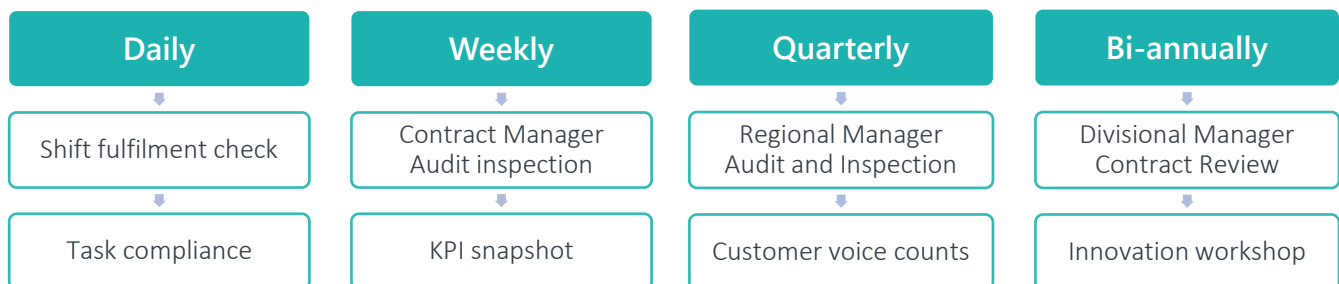 Daily
Shift fulfilment check
Task compliance
Weekly
Contract Manager
Audit inspection
KPI snapshot
Quarterly
Regional Manager
Audit and Inspection
Customer voice counts
Bi-annually
Divisional Manager
Contract Review
Innovation workshop